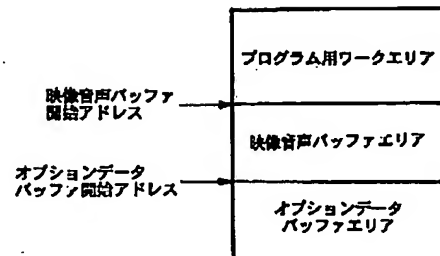 プログラム用ワークエリア
映像音声バッファ
開始アドレス
映像音声バッファエリア
オプションデータ
バッファ開始アドレス
オプションデータ
バッファエリア